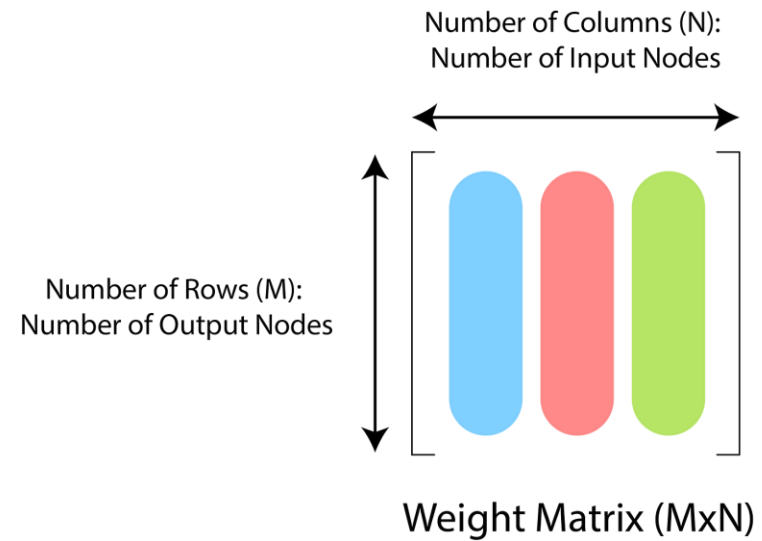 Number of Columns (N):
Number of Input Nodes
Number of Rows (M):
Number of Output Nodes
Weight Matrix (MxN)